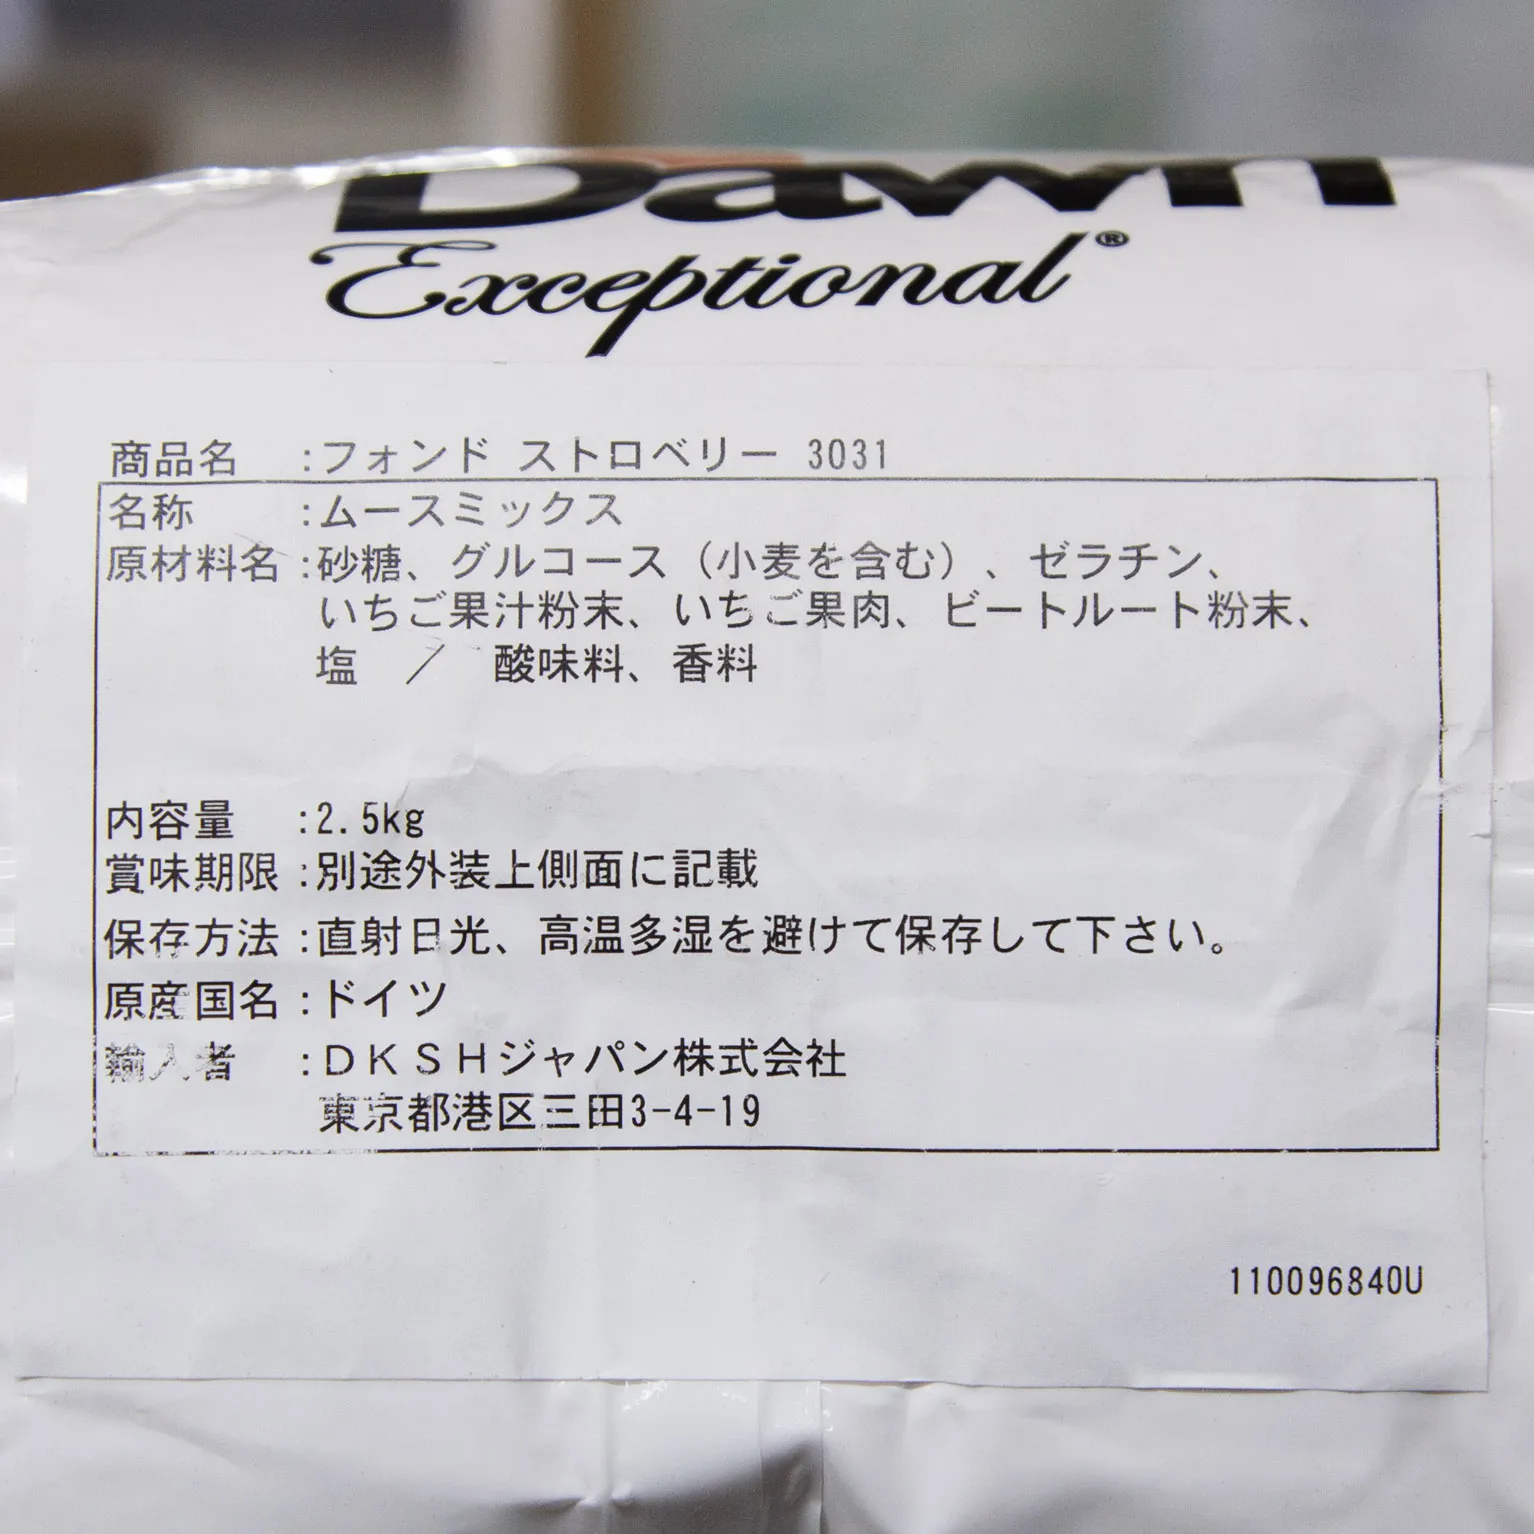 Dawn
Exceptional®
商品名 :フォンド ストロベリー 3031
名称 :ムースミックス
原材料名 :砂糖、グルコース（小麦を含む）、ゼラチン、
いちご果汁粉末、いちご果肉、ビートルート粉末、
塩 ／ 酸味料、香料
内容量 :2.5kg
賞味期限 :別途外装上側面に記載
保存方法 :直射日光、高温多湿を避けて保存して下さい。
原産国名 :ドイツ
輸入者 :ＤＫＳＨジャパン株式会社
東京都港区三田3-4-19
110096840U